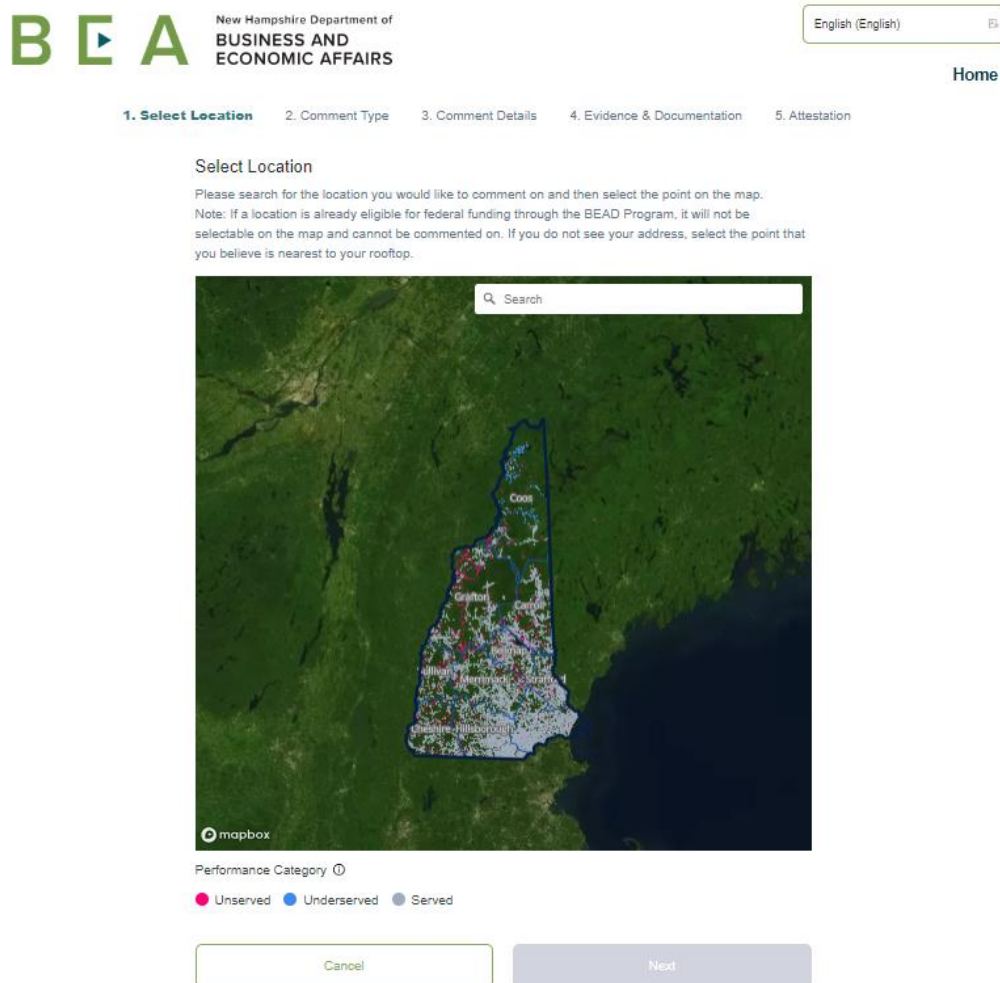 BEA
New Hampshire Department of
BUSINESS AND
ECONOMIC AFFAIRS
English (English)
Home
1. Select Location 2. Comment Type 3. Comment Details 4. Evidence & Documentation 5. Attestation
Select Location
Please search for the location you would like to comment on and then select the point on the map.
Note: If a location is already eligible for federal funding through the BEAD Program, it will not be
selectable on the map and cannot be commented on. If you do not see your address, select the point that
you believe is nearest to your rooftop.
Search
Coos
Grafton
Carroll
Belknap
Sullivan
Merrimack Strafford
Cheshire Hillsborough
mapbox
Performance Category
Unserved Underserved Served
Cancel Next